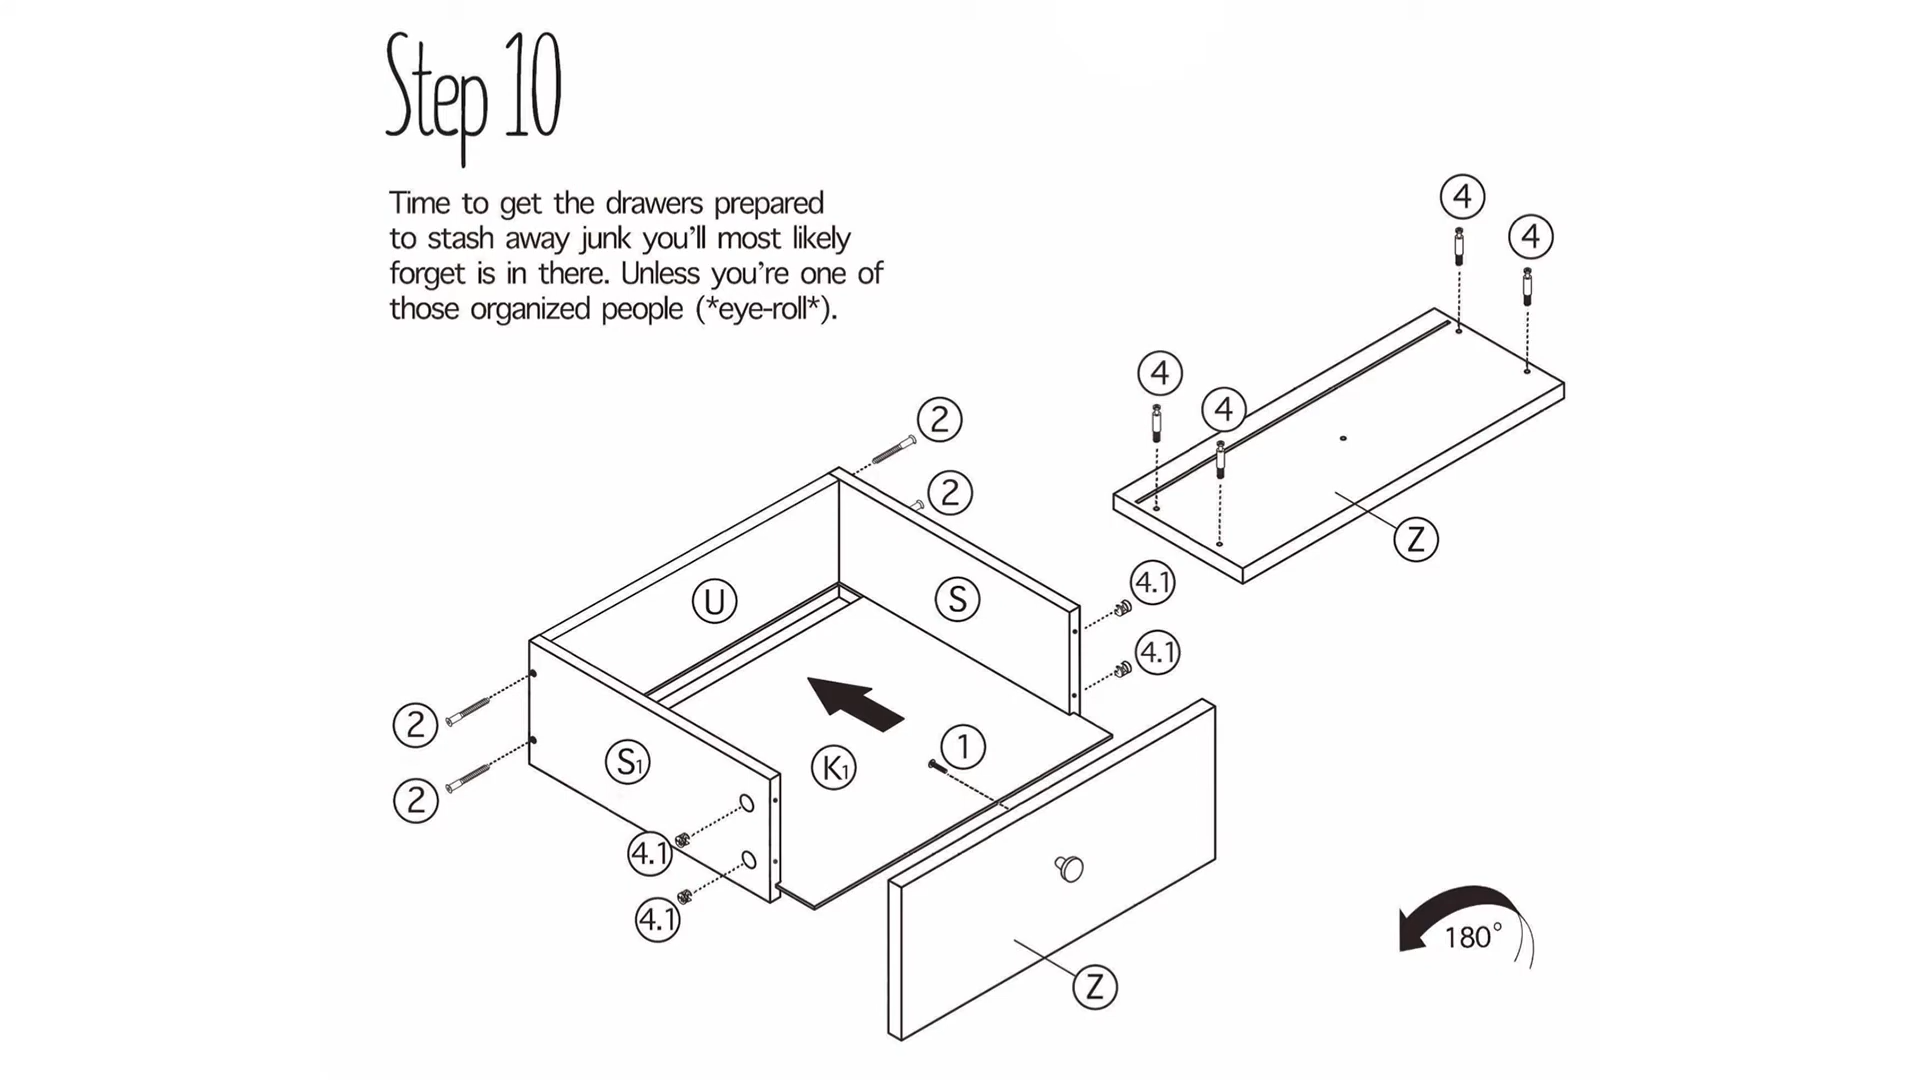 Step 10
Time to get the drawers prepared
to stash away junk you'll most likely
forget is in there. Unless you're one of
those organized people (*eye-roll*).
4
4
4
4
2
2
Z
4.1
U
S
4.1
2
1
S1
K1
2
4.1
4.1
180°
Z